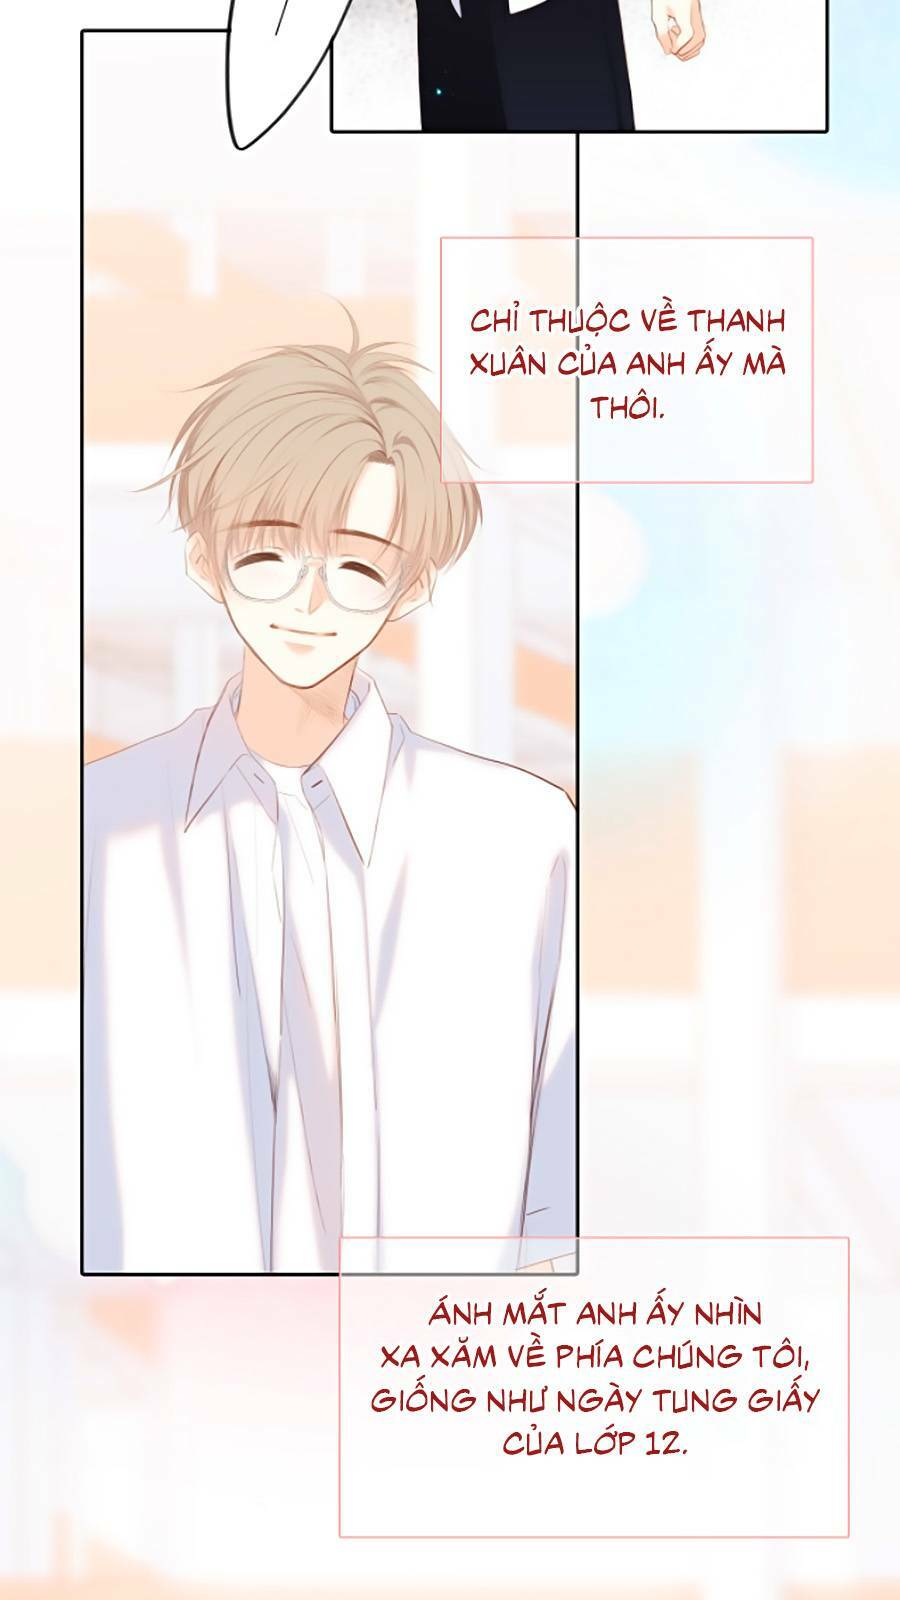 CHỈ THUỘC VỀ THANH
XUÂN CỦA ANH ẤY MÀ
THÔI.
ÁNH MẮT ANH ẤY NHÌN
XA XĂM VỀ PHÍA CHÚNG TÔI,
GIỐNG NHƯ NGÀY TUNG GIẤY
CỦA LỚP 12.